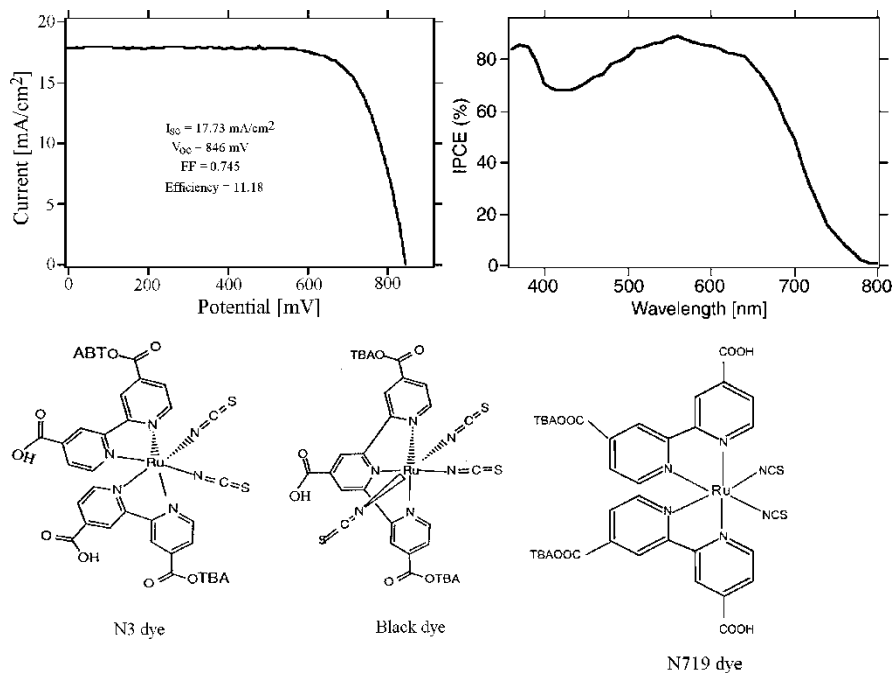 20
15
10
5
0
Current [mA/cm2]
ISC = 17.73 mA/cm2
VOC = 846 mV
FF = 0.745
Efficiency = 11.18
0 200 400 600 800
Potential [mV]
80
60
40
20
0
IPCE (%)
400 500 600 700 800
Wavelength [nm]
ABTO
O
O
OH
N
N
N=C=S
Ru
N=C=S
N
N
O
OH
O
OTBA
N3 dye
TBAO
O
N
N=C=S
O
OH
N
Ru
N=C=S
S=C=N
N
O
OTBA
Black dye
COOH
TBAOOC
N
N
NCS
Ru
NCS
N
N
TBAOOC
COOH
N719 dye